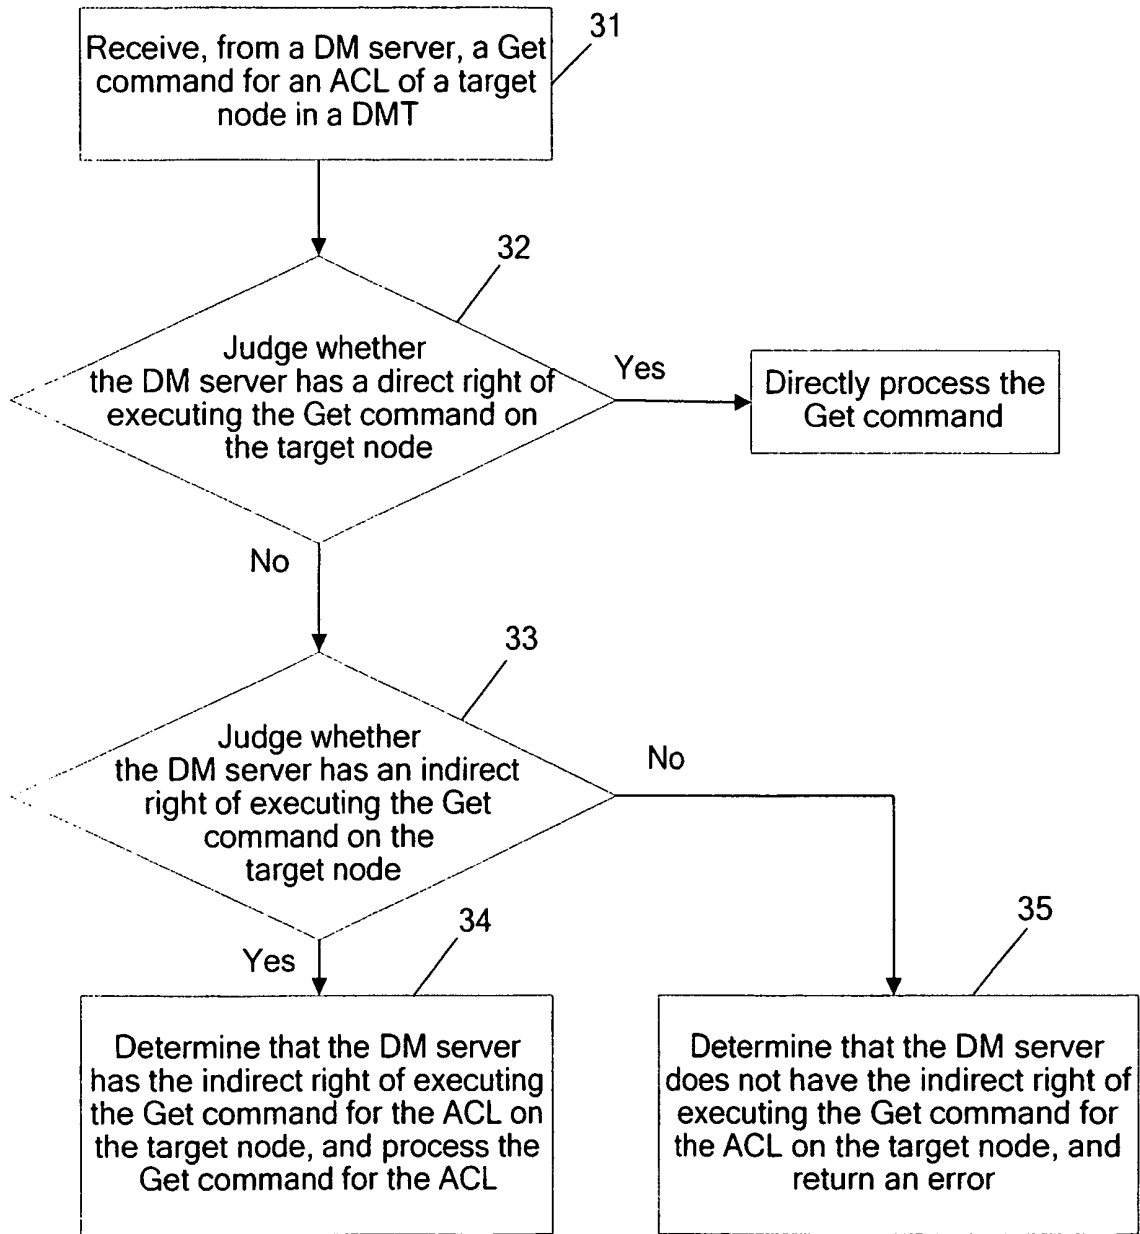 Receive, from a DM server, a Get
command for an ACL of a target
node in a DMT
31
32
Judge whether
the DM server has a direct right of
executing the Get command on
the target node
Yes
Directly process the
Get command
No
33
Judge whether
the DM server has an indirect
right of executing the Get
command on the
target node
No
Yes
34
35
Determine that the DM server
has the indirect right of executing
the Get command for the ACL on
the target node, and process the
Get command for the ACL
Determine that the DM server
does not have the indirect right of
executing the Get command for
the ACL on the target node, and
return an error